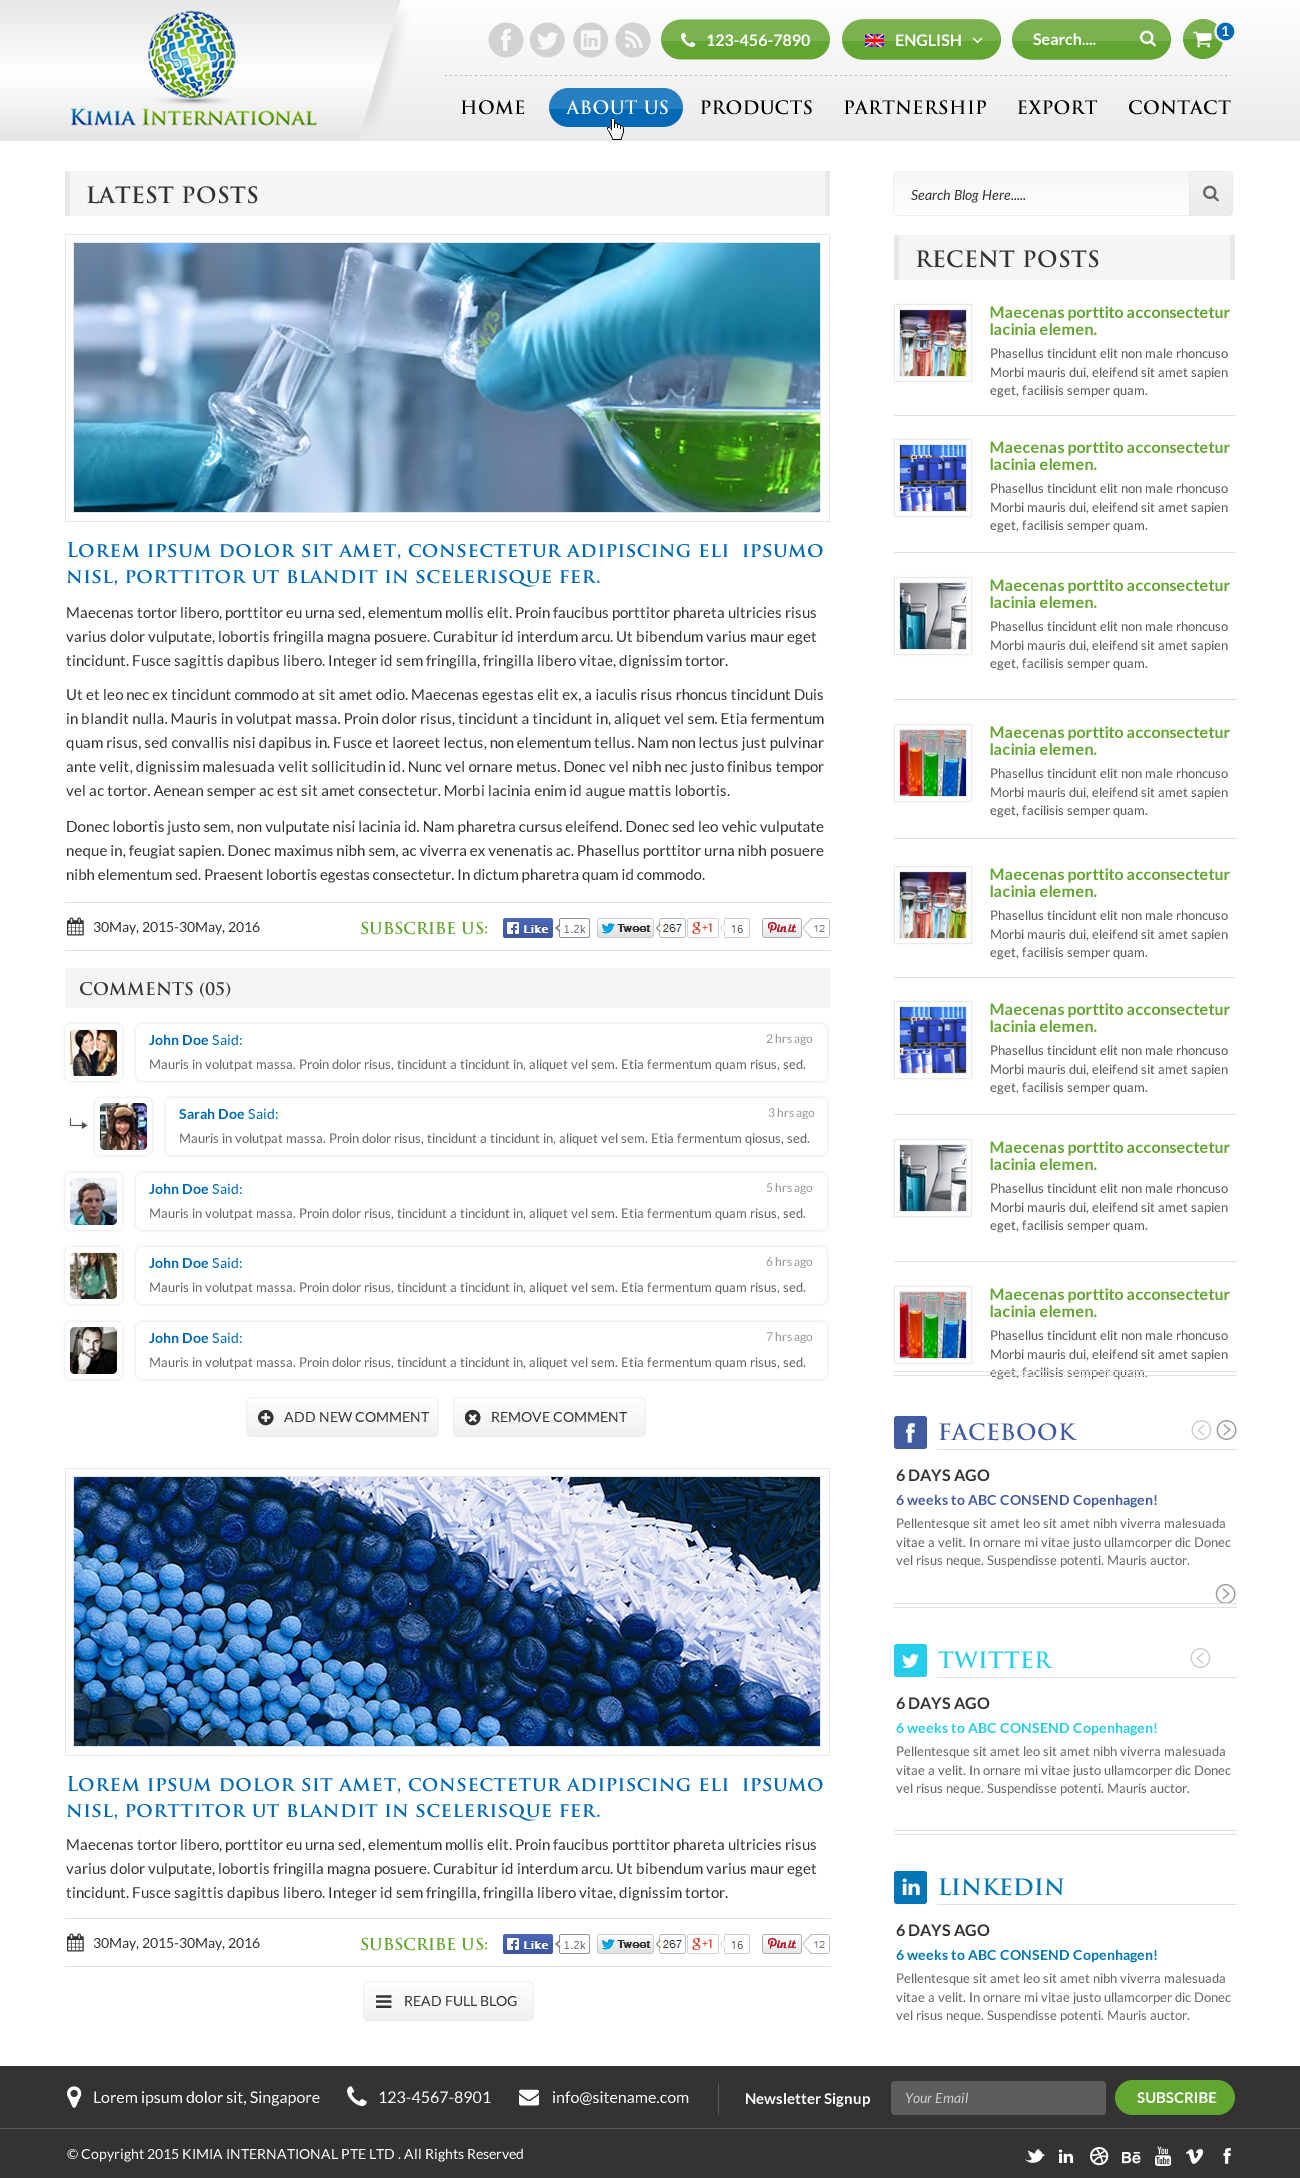 123-456-7890
ENGLISH
Search....
1
KIMIA INTERNATIONAL
HOME
ABOUT US
PRODUCTS
PARTNERSHIP
EXPORT
CONTACT
LATEST POSTS
LOREM IPSUM DOLOR SIT AMET, CONSECTETUR ADIPISCING ELI IPSUMO
NISL, PORTTITOR UT BLANDIT IN SCELERISQUE FER.
Maecenas tortor libero, porttitor eu urna sed, elementum mollis elit. Proin faucibus porttitor phareta ultricies risus
varius dolor vulputate, lobortis fringilla magna posuere. Curabitur id interdum arcu. Ut bibendum varius maur eget
tincidunt. Fusce sagittis dapibus libero. Integer id sem fringilla, fringilla libero vitae, dignissim tortor.
Ut et leo nec ex tincidunt commodo at sit amet odio. Maecenas egestas elit ex, a iaculis risus rhoncus tincidunt Duis
in blandit nulla. Mauris in volutpat massa. Proin dolor risus, tincidunt a tincidunt in, aliquet vel sem. Etia fermentum
quam risus, sed convallis nisi dapibus in. Fusce et laoreet lectus, non elementum tellus. Nam non lectus just pulvinar
ante velit, dignissim malesuada velit sollicitudin id. Nunc vel ornare metus. Donec vel nibh nec justo finibus tempor
vel ac tortor. Aenean semper ac est sit amet consectetur. Morbi lacinia enim id augue mattis lobortis.
Donec lobortis justo sem, non vulputate nisi lacinia id. Nam pharetra cursus eleifend. Donec sed leo vehic vulputate
neque in, feugiat sapien. Donec maximus nibh sem, ac viverra ex venenatis ac. Phasellus porttitor urna nibh posuere
nibh elementum sed. Praesent lobortis egestas consectetur. In dictum pharetra quam id commodo.
30May, 2015-30May, 2016
SUBSCRIBE US:
Like 1.2k Tweet 267 g+1 16 Pin it 12
COMMENTS (05)
John Doe Said:
2 hrs ago
Mauris in volutpat massa. Proin dolor risus, tincidunt a tincidunt in, aliquet vel sem. Etia fermentum quam risus, sed.
Sarah Doe Said:
3 hrs ago
Mauris in volutpat massa. Proin dolor risus, tincidunt a tincidunt in, aliquet vel sem. Etia fermentum qiosus, sed.
John Doe Said:
5 hrs ago
Mauris in volutpat massa. Proin dolor risus, tincidunt a tincidunt in, aliquet vel sem. Etia fermentum quam risus, sed.
John Doe Said:
6 hrs ago
Mauris in volutpat massa. Proin dolor risus, tincidunt a tincidunt in, aliquet vel sem. Etia fermentum quam risus, sed.
John Doe Said:
7 hrs ago
Mauris in volutpat massa. Proin dolor risus, tincidunt a tincidunt in, aliquet vel sem. Etia fermentum quam risus, sed.
ADD NEW COMMENT
REMOVE COMMENT
LOREM IPSUM DOLOR SIT AMET, CONSECTETUR ADIPISCING ELI IPSUMO
NISL, PORTTITOR UT BLANDIT IN SCELERISQUE FER.
Maecenas tortor libero, porttitor eu urna sed, elementum mollis elit. Proin faucibus porttitor phareta ultricies risus
varius dolor vulputate, lobortis fringilla magna posuere. Curabitur id interdum arcu. Ut bibendum varius maur eget
tincidunt. Fusce sagittis dapibus libero. Integer id sem fringilla, fringilla libero vitae, dignissim tortor.
30May, 2015-30May, 2016
SUBSCRIBE US:
Like 1.2k Tweet 267 g+1 16 Pin it 12
READ FULL BLOG
Search Blog Here.....
RECENT POSTS
Maecenas porttito acconsectetur
lacinia elemen.
Phasellus tincidunt elit non male rhoncuso
Morbi mauris dui, eleifend sit amet sapien
eget, facilisis semper quam.
Maecenas porttito acconsectetur
lacinia elemen.
Phasellus tincidunt elit non male rhoncuso
Morbi mauris dui, eleifend sit amet sapien
eget, facilisis semper quam.
Maecenas porttito acconsectetur
lacinia elemen.
Phasellus tincidunt elit non male rhoncuso
Morbi mauris dui, eleifend sit amet sapien
eget, facilisis semper quam.
Maecenas porttito acconsectetur
lacinia elemen.
Phasellus tincidunt elit non male rhoncuso
Morbi mauris dui, eleifend sit amet sapien
eget, facilisis semper quam.
Maecenas porttito acconsectetur
lacinia elemen.
Phasellus tincidunt elit non male rhoncuso
Morbi mauris dui, eleifend sit amet sapien
eget, facilisis semper quam.
Maecenas porttito acconsectetur
lacinia elemen.
Phasellus tincidunt elit non male rhoncuso
Morbi mauris dui, eleifend sit amet sapien
eget, facilisis semper quam.
Maecenas porttito acconsectetur
lacinia elemen.
Phasellus tincidunt elit non male rhoncuso
Morbi mauris dui, eleifend sit amet sapien
eget, facilisis semper quam.
Maecenas porttito acconsectetur
lacinia elemen.
Phasellus tincidunt elit non male rhoncuso
Morbi mauris dui, eleifend sit amet sapien
eget, facilisis semper quam.
FACEBOOK
6 DAYS AGO
6 weeks to ABC CONSEND Copenhagen!
Pellentesque sit amet leo sit amet nibh viverra malesuada
vitae a velit. In ornare mi vitae justo ullamcorper dic Donec
vel risus neque. Suspendisse potenti. Mauris auctor.
TWITTER
6 DAYS AGO
6 weeks to ABC CONSEND Copenhagen!
Pellentesque sit amet leo sit amet nibh viverra malesuada
vitae a velit. In ornare mi vitae justo ullamcorper dic Donec
vel risus neque. Suspendisse potenti. Mauris auctor.
LINKEDIN
6 DAYS AGO
6 weeks to ABC CONSEND Copenhagen!
Pellentesque sit amet leo sit amet nibh viverra malesuada
vitae a velit. In ornare mi vitae justo ullamcorper dic Donec
vel risus neque. Suspendisse potenti. Mauris auctor.
Lorem ipsum dolor sit, Singapore
123-4567-8901
info@sitename.com
Newsletter Signup
Your Email
SUBSCRIBE
© Copyright 2015 KIMIA INTERNATIONAL PTE LTD . All Rights Reserved